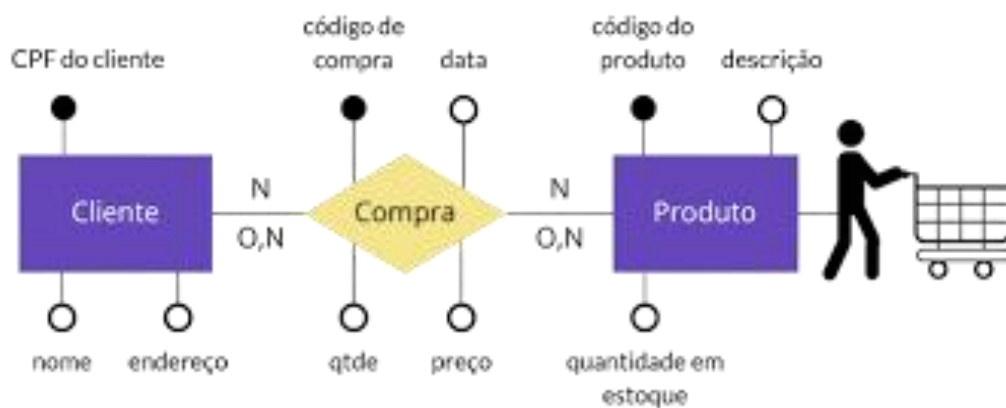 código de
compra
código do
produto
CPF do cliente
data
descrição
Cliente
N
O,N
Compra
N
O,N
Produto
nome
endereço
qtde
preço
quantidade em
estoque